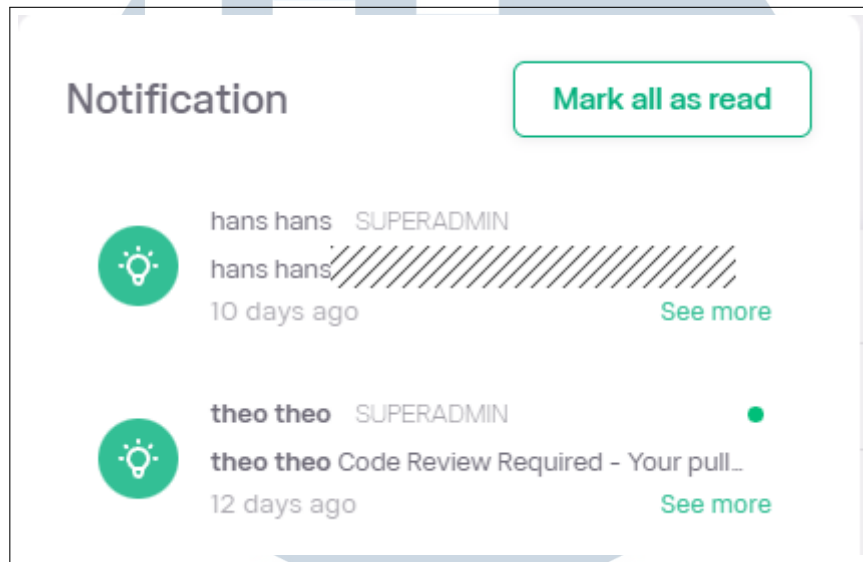 Notification
Mark all as read
hans hans SUPERADMIN
hans hans
10 days ago See more
theo theo SUPERADMIN
theo theo Code Review Required - Your pull...
12 days ago See more